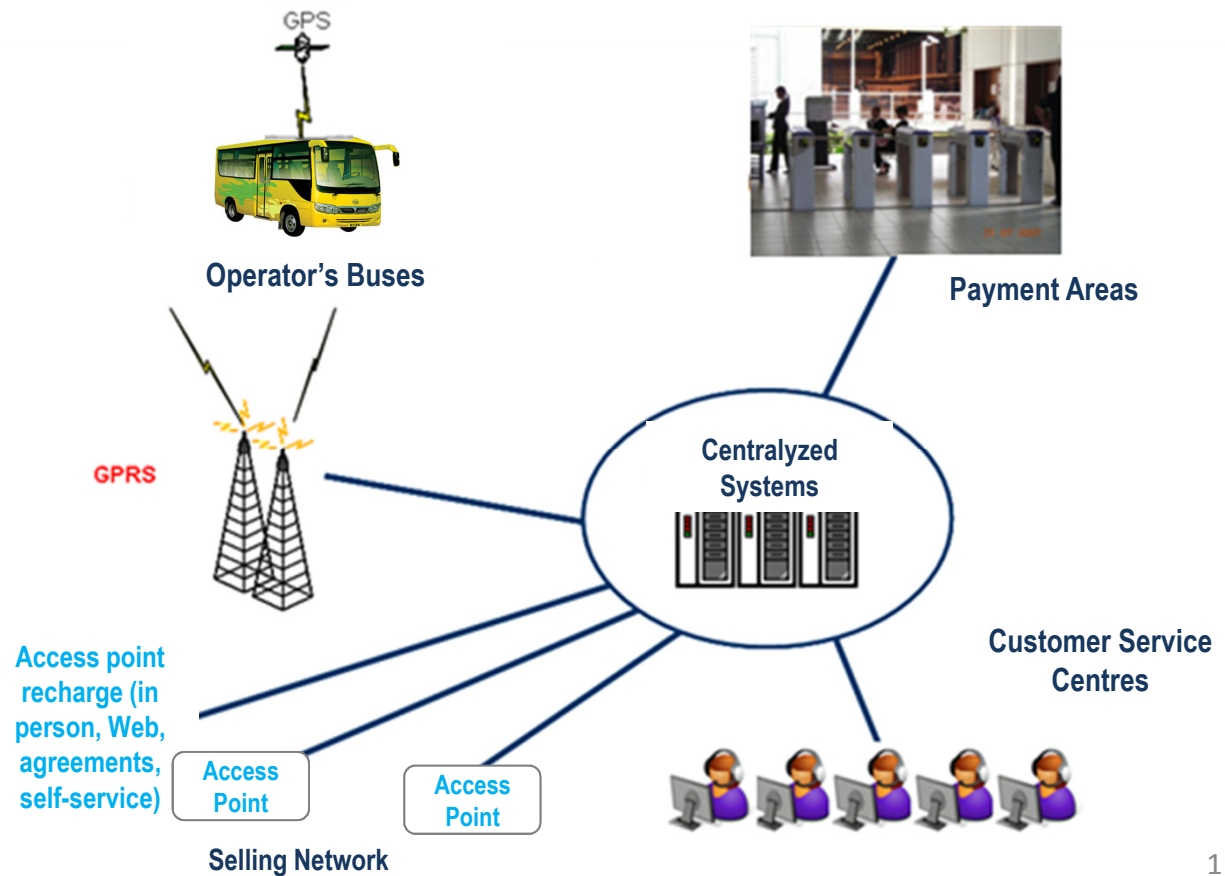 GPS
Operator's Buses
Payment Areas
GPRS
Centralyzed
Systems
Customer Service
Centres
Access point
recharge (in
person, Web,
agreements,
self-service)
Access
Point
Access
Point
Selling Network
1